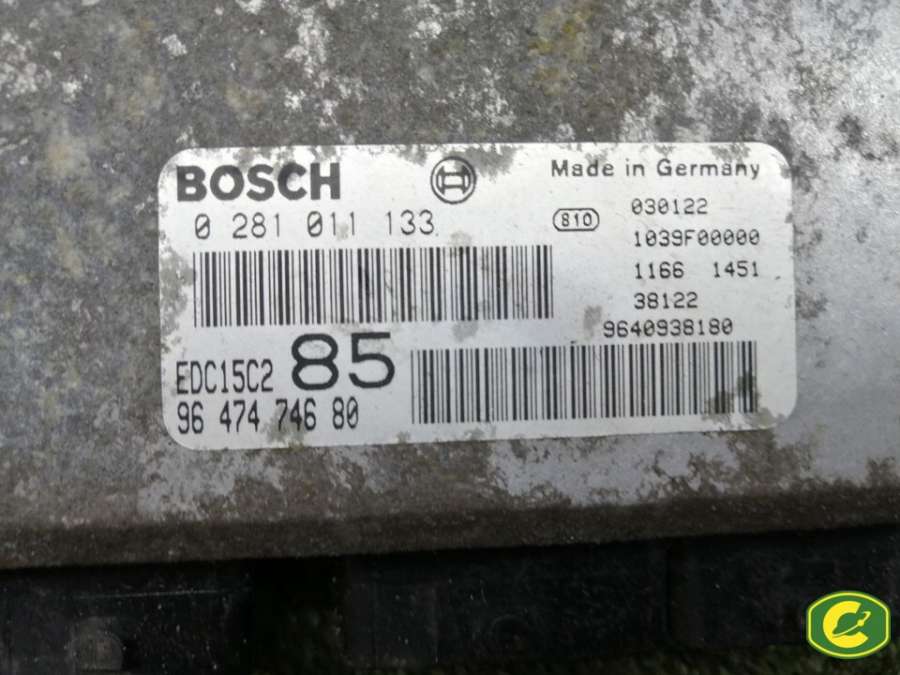 BOSCH
Made in Germany
0 281 011 133
810
030122
1039F00000
1166 1451
38122
9640938180
EDC15C2 85
96 474 746 80